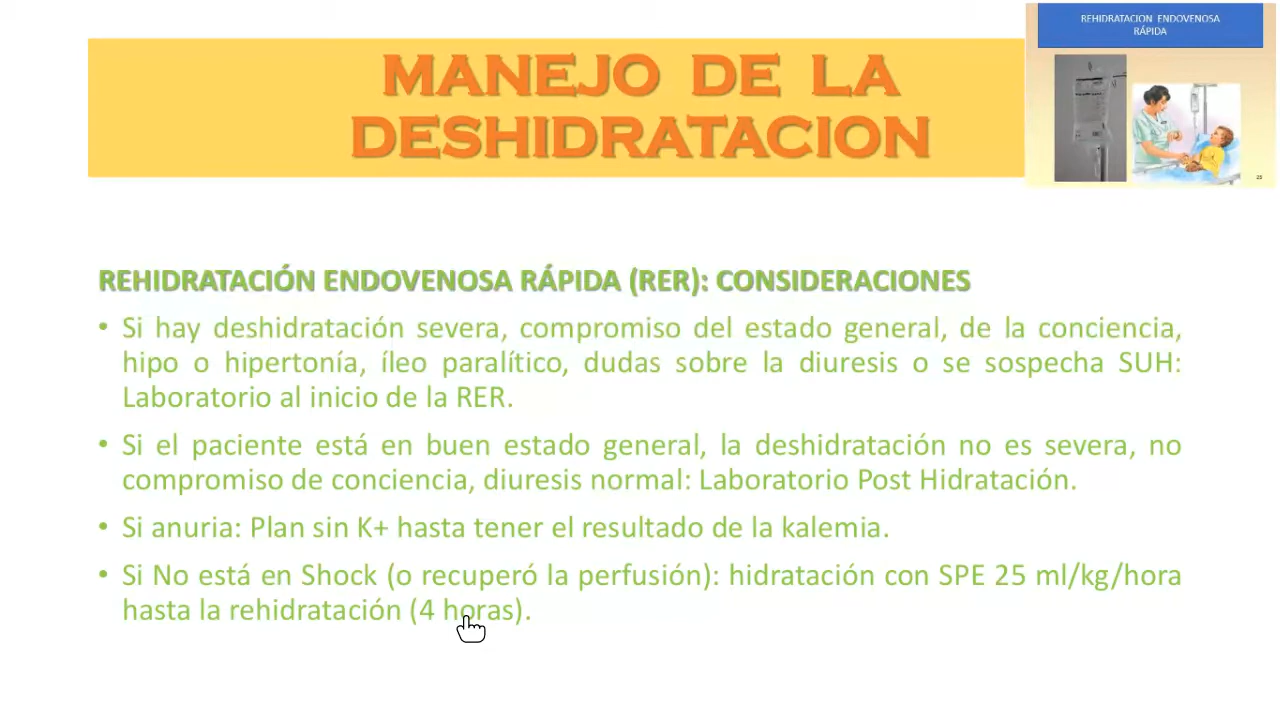 REHIDRATACION ENDOVENOSA
RÁPIDA
25
MANEJO DE LA
DESHIDRATACION
REHIDRATACIÓN ENDOVENOSA RÁPIDA (RER): CONSIDERACIONES
• Si hay deshidratación severa, compromiso del estado general, de la conciencia,
hipo o hipertonía, íleo paralítico, dudas sobre la diuresis o se sospecha SUH:
Laboratorio al inicio de la RER.
• Si el paciente está en buen estado general, la deshidratación no es severa, no
compromiso de conciencia, diuresis normal: Laboratorio Post Hidratación.
• Si anuria: Plan sin K+ hasta tener el resultado de la kalemia.
• Si No está en Shock (o recuperó la perfusión): hidratación con SPE 25 ml/kg/hora
hasta la rehidratación (4 horas).